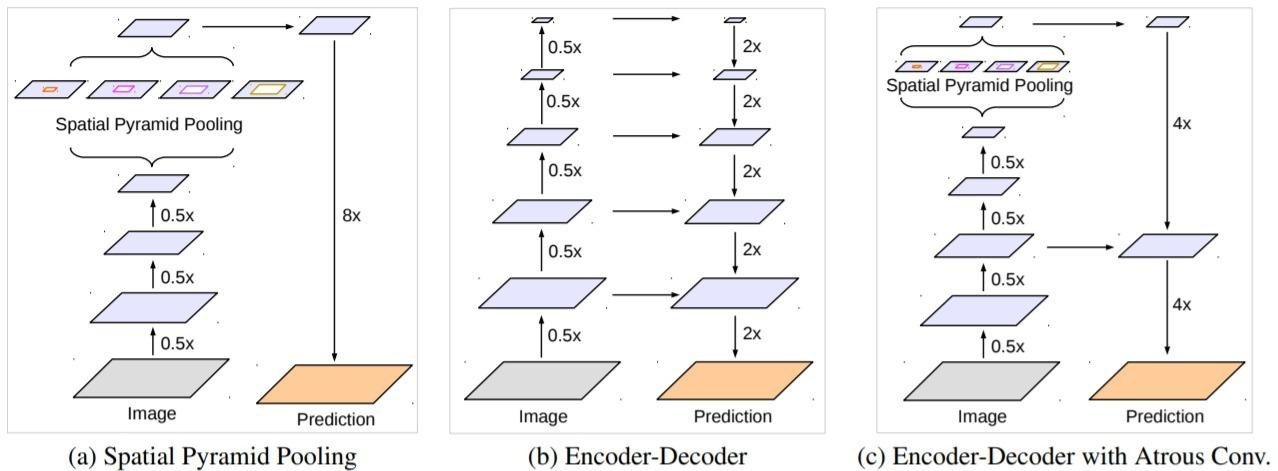 Spatial Pyramid Pooling
0.5x
0.5x
0.5x
8x
Image
Prediction
(a) Spatial Pyramid Pooling
0.5x
2x
0.5x
2x
0.5x
2x
0.5x
2x
0.5x
2x
Image
Prediction
(b) Encoder-Decoder
Spatial Pyramid Pooling
0.5x
0.5x
0.5x
0.5x
4x
4x
Image
Prediction
(c) Encoder-Decoder with Atrous Conv.